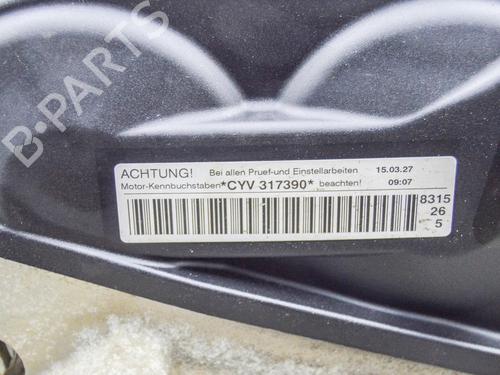 B-PARTS
ACHTUNG! Bei allen Pruef-und Einstellarbeiten 15.03.27
Motor-Kennbuchstaben *CYV 317390* beachten! 09:07
8315
26
5